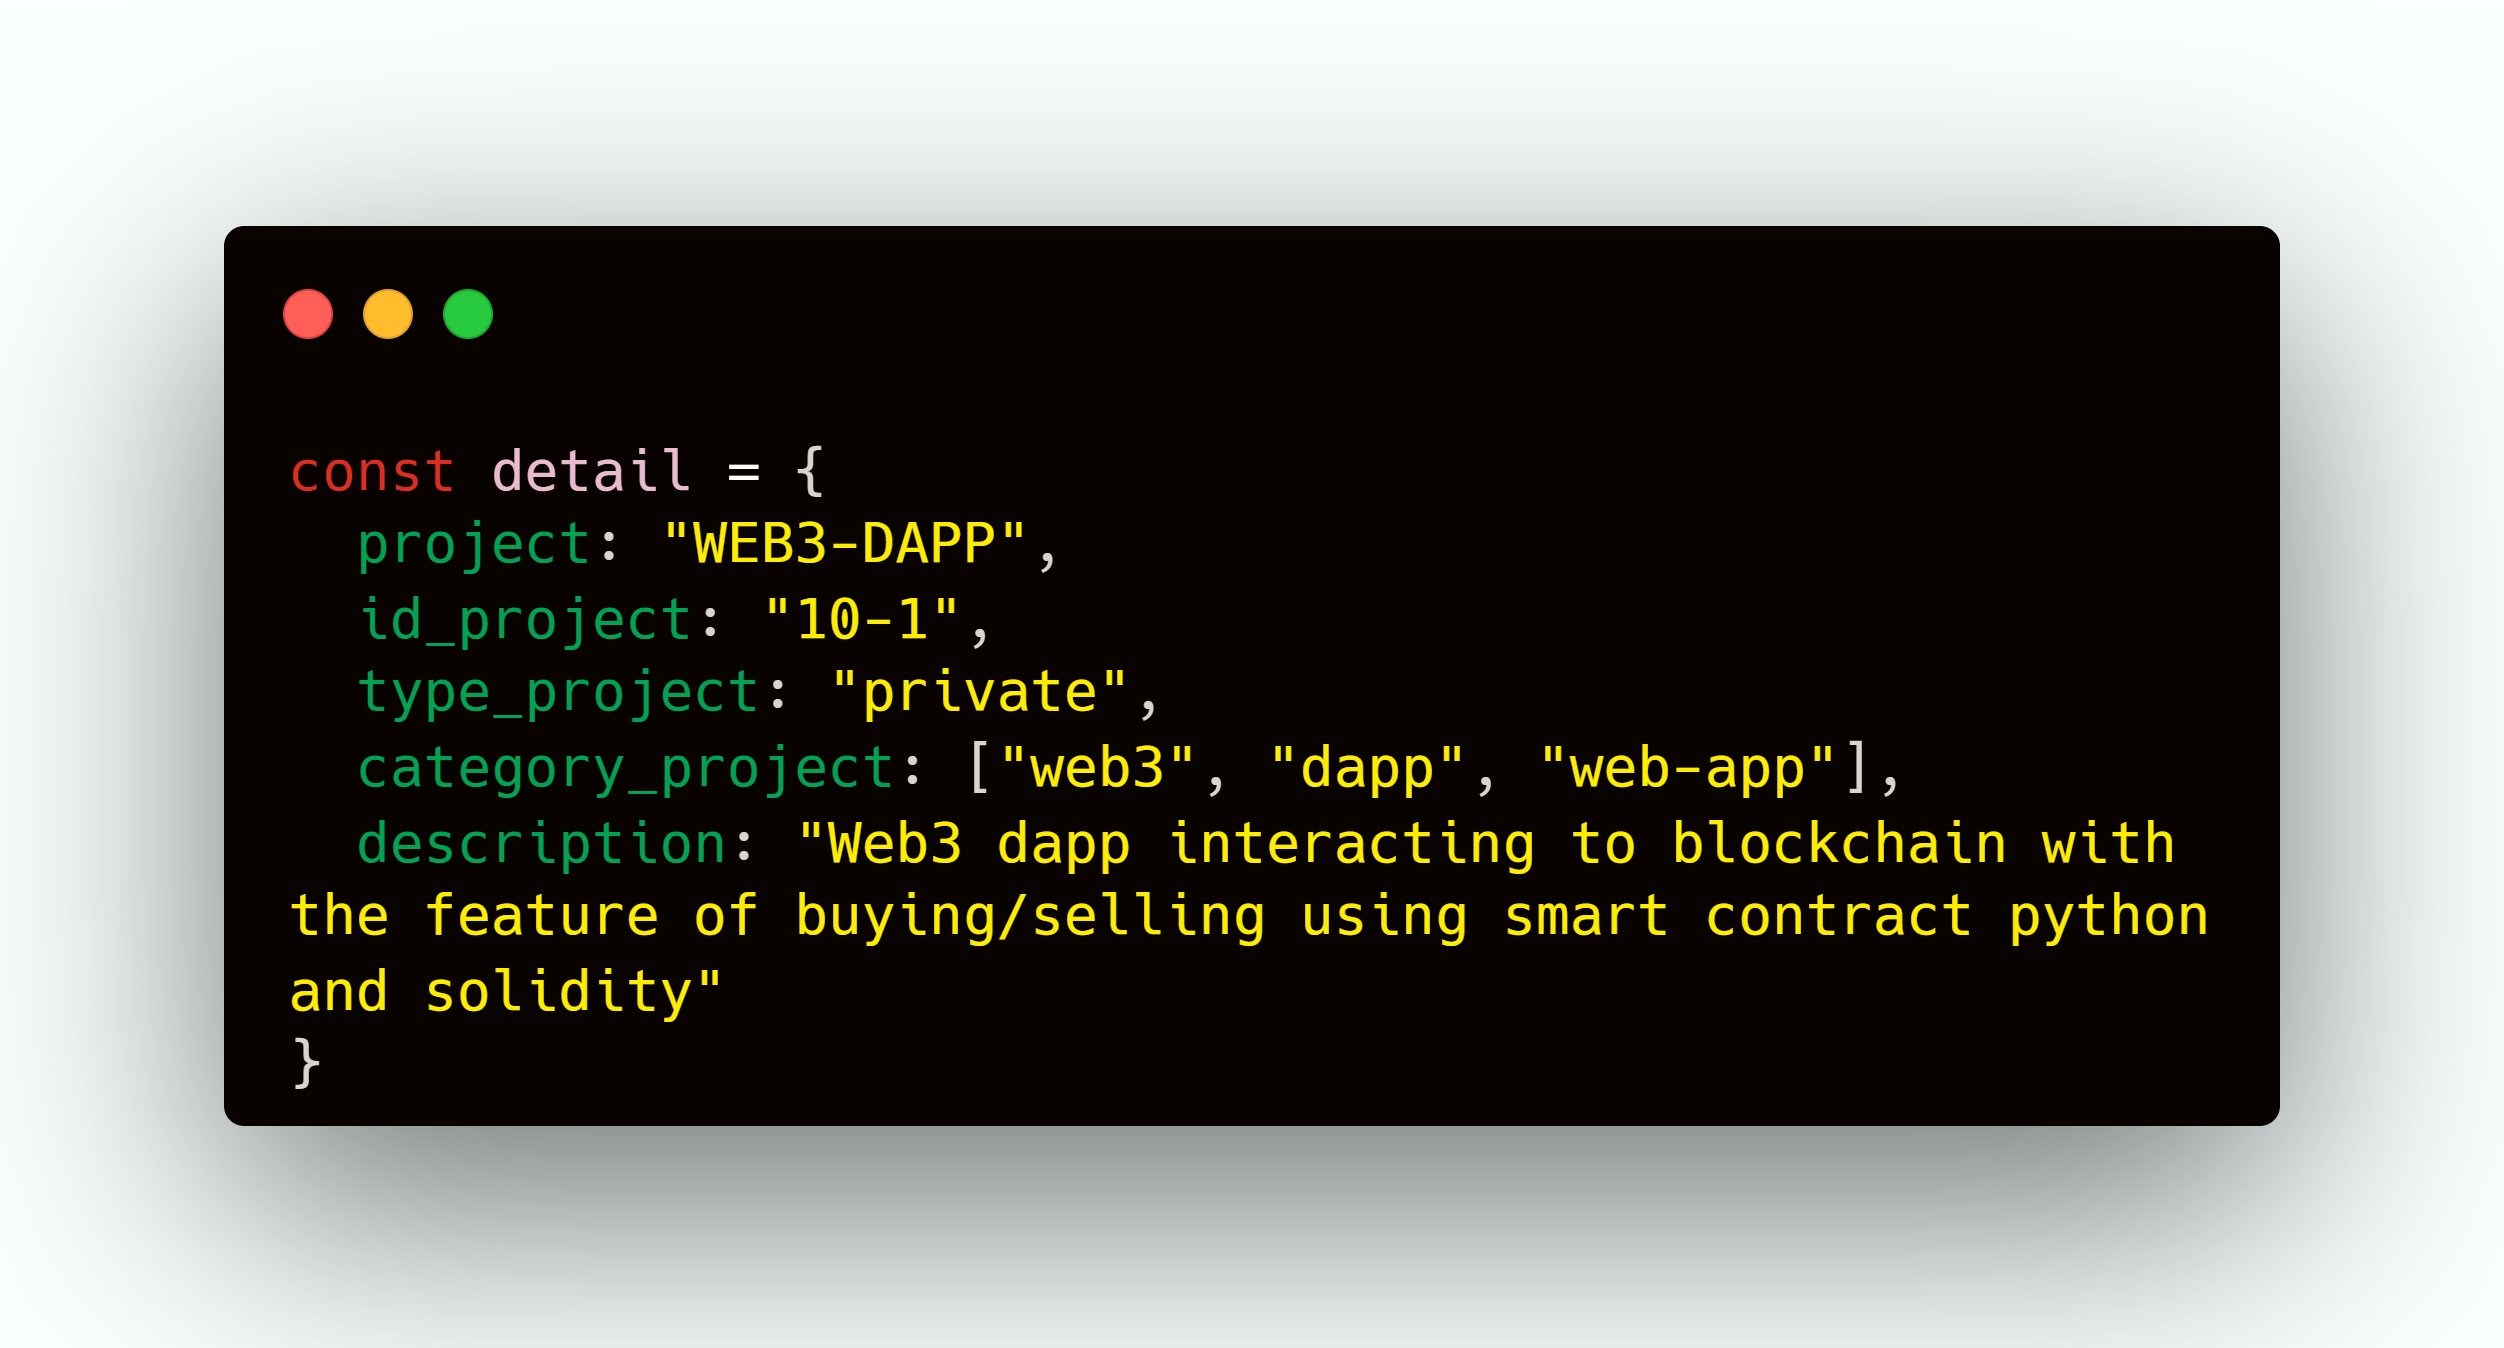 const detail = {
  project: "WEB3-DAPP",
  id_project: "10-1",
  type_project: "private",
  category_project: ["web3", "dapp", "web-app"],
  description: "Web3 dapp interacting to blockchain with
the feature of buying/selling using smart contract python
and solidity"
}